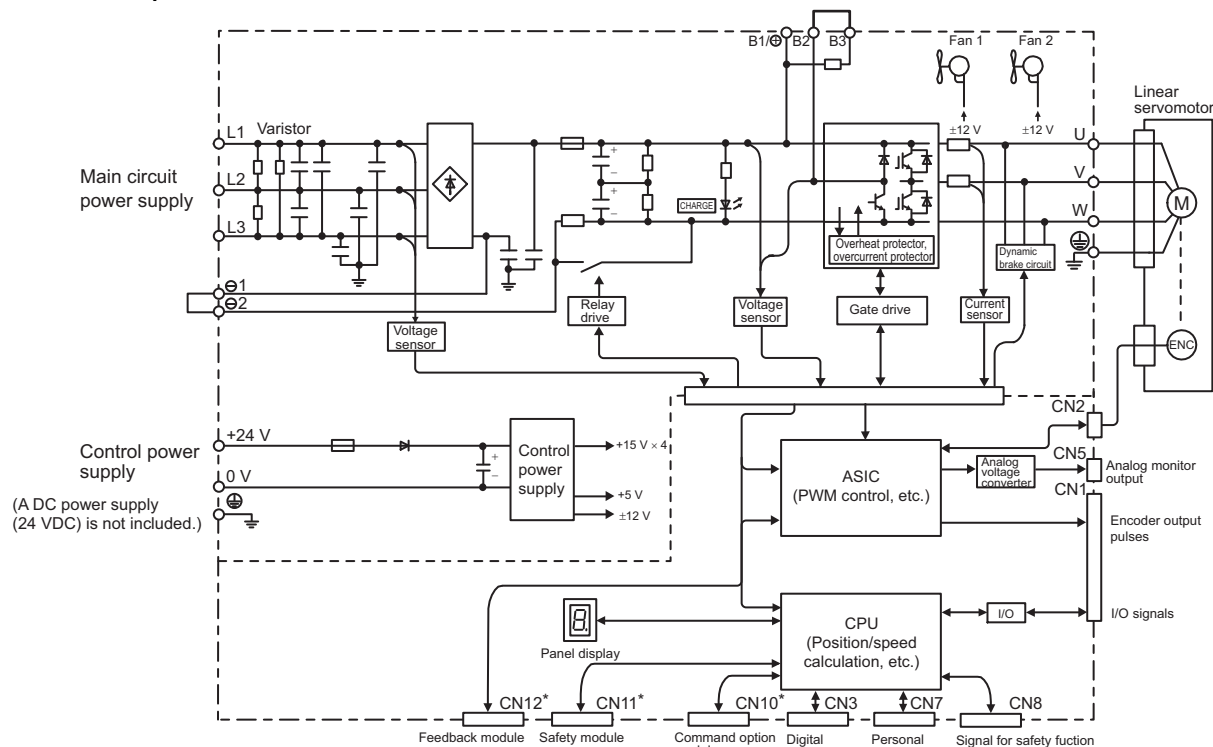 B1/⊕ B2 B3
Fan 1 Fan 2
±12 V ±12 V
Linear
servomotor
L1 Varistor
L2
L3
Main circuit
power supply
+
–
+
–
CHARGE
Overheat protector,
overcurrent protector
U
V
W
M
Dynamic
brake circuit
⊖1
⊖2
Voltage
sensor
Relay
drive
Voltage
sensor
Gate drive
Current
sensor
ENC
Control power
supply
(A DC power supply
(24 VDC) is not included.)
+24 V
0 V
+
–
Control
power
supply
+15 V × 4
+5 V
±12 V
ASIC
(PWM control, etc.)
Analog
voltage
converter
CN2
CN5
Analog monitor
output
CN1
Encoder output
pulses
I/O
I/O signals
CPU
(Position/speed
calculation, etc.)
8.
Panel display
CN12* CN11* CN10* CN3 CN7 CN8
Feedback module Safety module Command option Digital Personal Signal for safety fuction